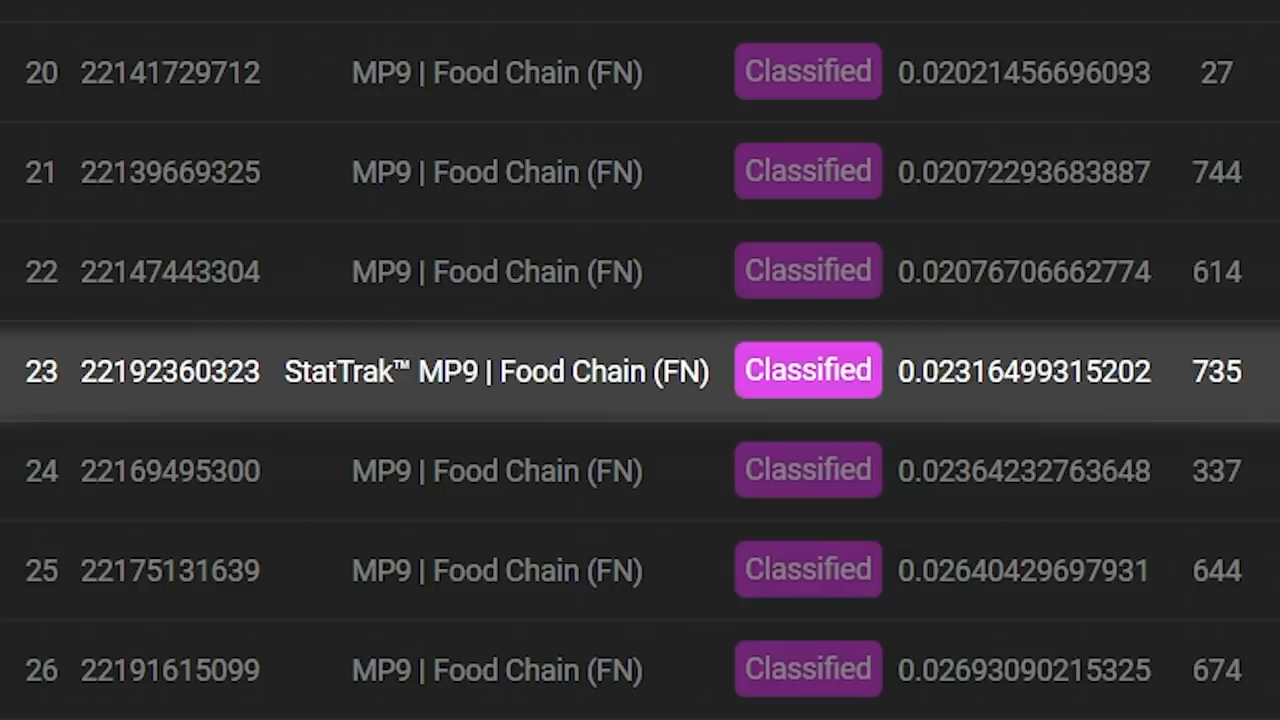 20 22141729712 MP9 | Food Chain (FN) Classified 0.02021456696093 27
21 22139669325 MP9 | Food Chain (FN) Classified 0.02072293683887 744
22 22147443304 MP9 | Food Chain (FN) Classified 0.02076706662774 614
23 22192360323 StatTrak™ MP9 | Food Chain (FN) Classified 0.02316499315202 735
24 22169495300 MP9 | Food Chain (FN) Classified 0.02364232763648 337
25 22175131639 MP9 | Food Chain (FN) Classified 0.02640429697931 644
26 22191615099 MP9 | Food Chain (FN) Classified 0.02693090215325 674